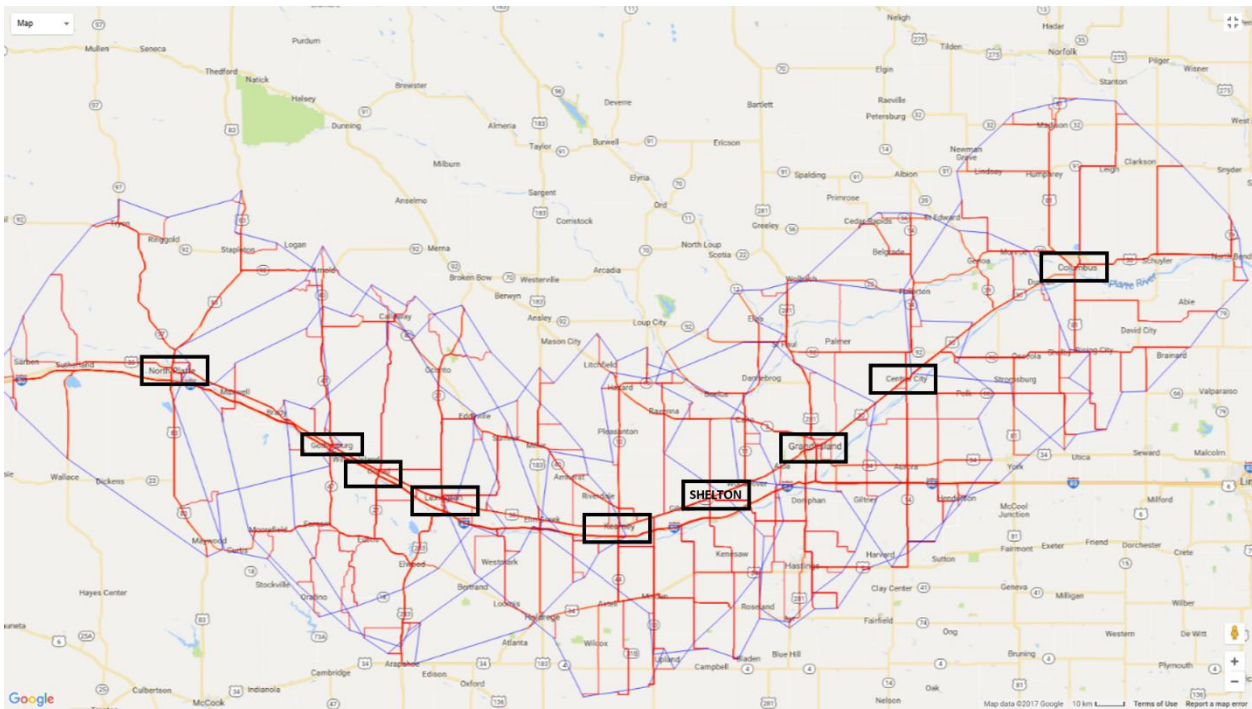 Map
Mullen
Seneca
Purdum
Thedford
Natick
Halsey
Brewster
Dunning
Almeria
Taylor
Burwell
Ericson
Bartlett
Deverre
Neligh
Tilden
Norfolk
Hadar
Pilger
Wisner
Stanton
Elgin
Raeville
Petersburg
Madison
Newman
Grove
Lindsay
Humphrey
Leigh
Clarkson
Snyder
Spalding
Albion
Primrose
Cedar Rapids
St Edward
Belgrade
Genoa
Monroe
Columbus
Schuyler
North Bend
Platte River
Milburn
Anselmo
Sargent
Comstock
Elyria
Ord
Greeley
North Loup
Scotia
Ringgold
Stapleton
Logan
Arnold
Merna
Broken Bow
Westerville
Arcadia
Berwyn
Ansley
Mason City
Loup City
Litchfield
Callaway
Oconto
Eddyville
Sumner
Miller
Amherst
Pleasanton
Hazard
Ravenna
Riverdale
Wolbach
Fullerton
Elba
St Paul
Palmer
Dannebrog
Boelus
Cairo
Central City
Grand Island
Osceola
Shelby
Rising City
David City
Abie
Brainard
Stromsburg
Polk
Valparaiso
Sarben
Sutherland
North Platte
Maxwell
Brady
Gothenburg
Lexington
Elm Creek
Kearney
SHELTON
Alda
Doniphan
Giltner
Aurora
Henderson
York
Utica
Seward
Malcolm
Milford
McCool
Junction
Wallace
Dickens
Maywood
Curtis
Moorefield
Farnam
Eustis
Elwood
Stockville
Orafino
Westmark
Bertrand
Loomis
Holdrege
Atlanta
Axtell
Minden
Kenesaw
Hastings
Roseland
Harvard
Sutton
Clay Center
Fairfield
Fairmont
Exeter
Friend
Dorchester
Crete
Geneva
Milligan
Wilber
Ong
Western
De Witt
Bruning
Plymouth
Hayes Center
Culbertson
McCook
Indianola
Cambridge
Arapahoe
Edison
Oxford
Wilcox
Upland
Campbell
Bladen
Blue Hill
Nelson
Oak
Google
Map data ©2017 Google
10 km
Terms of Use
Report a map error